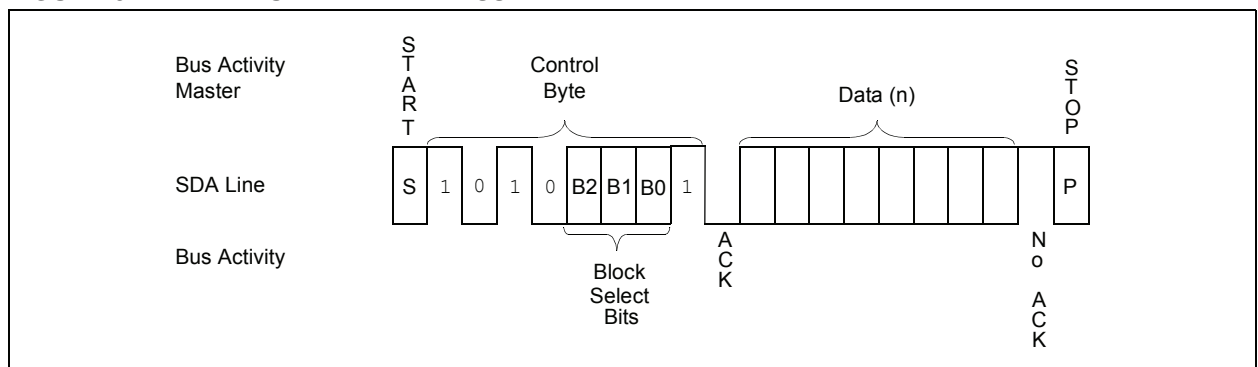 Bus Activity
Master
START
Control
Byte
Data (n)
STOP
SDA Line
S 1 0 1 0 B2 B1 B0 1 P
Bus Activity
ACK
No ACK
Block
Select
Bits